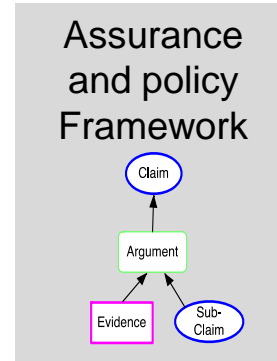 Assurance
and policy
Framework
Claim
Argument
Evidence
Sub-
Claim